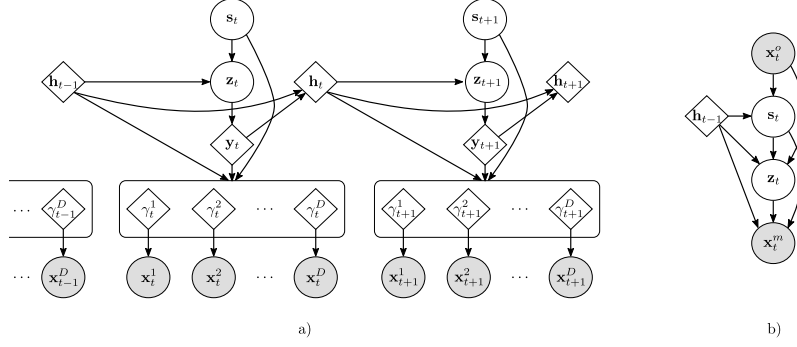 s_t s_{t+1}
h_{t-1} z_t h_t z_{t+1} h_{t+1}
y_t y_{t+1}
··· γ_{t-1}^D γ_t^1 γ_t^2 ··· γ_t^D γ_{t+1}^1 γ_{t+1}^2 ··· γ_{t+1}^D
··· x_{t-1}^D x_t^1 x_t^2 ··· x_t^D x_{t+1}^1 x_{t+1}^2 ··· x_{t+1}^D
a)
x_t^o
h_{t-1} s_t
z_t
x_t^m
b)